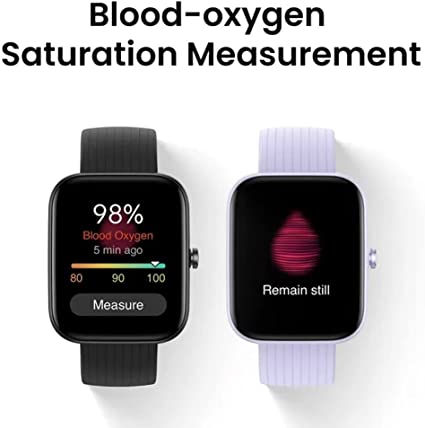 Blood-oxygen
Saturation Measurement
98%
Blood Oxygen
5 min ago
80 90 100
Measure
Remain still